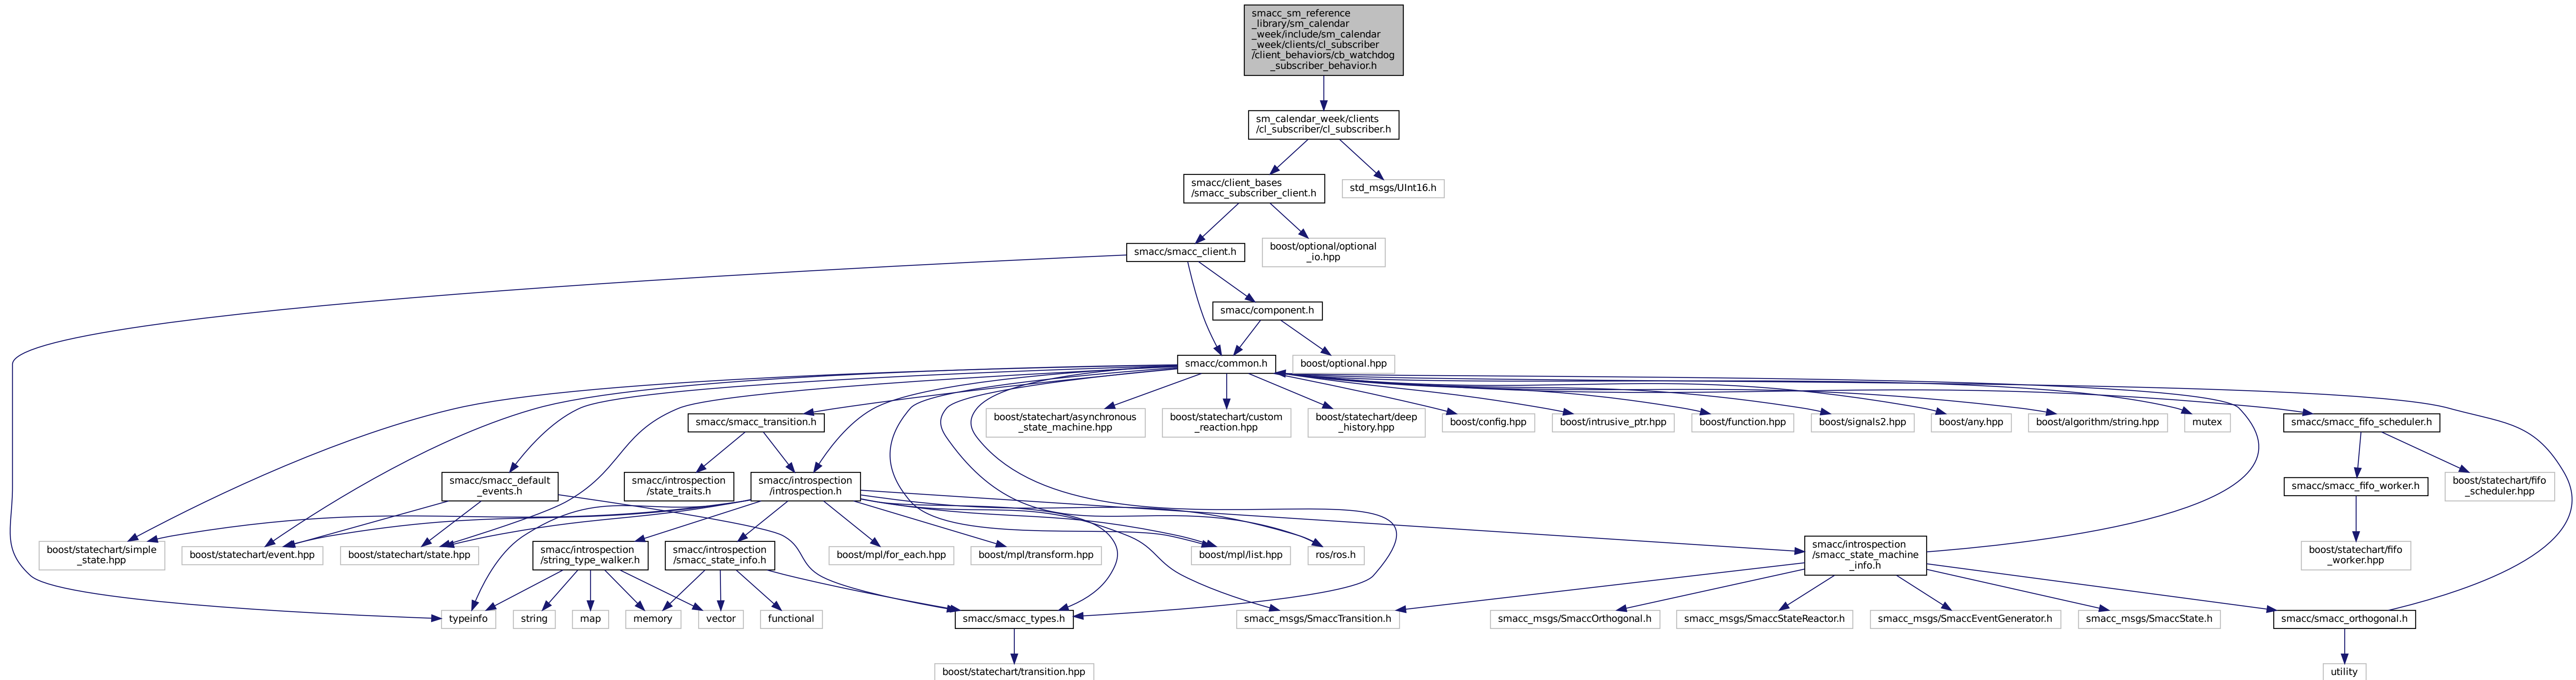 smacc_sm_reference
_library/sm_calendar
_week/include/sm_calendar
_week/clients/cl_subscriber
/client_behaviors/cb_watchdog
_subscriber_behavior.h
sm_calendar_week/clients
/cl_subscriber/cl_subscriber.h
smacc/client_bases
/smacc_subscriber_client.h
std_msgs/UInt16.h
smacc/smacc_client.h
boost/optional/optional
_io.hpp
smacc/component.h
smacc/common.h
boost/optional.hpp
smacc/smacc_transition.h
boost/statechart/asynchronous
_state_machine.hpp
boost/statechart/custom
_reaction.hpp
boost/statechart/deep
_history.hpp
boost/config.hpp
boost/intrusive_ptr.hpp
boost/function.hpp
boost/signals2.hpp
boost/any.hpp
boost/algorithm/string.hpp
mutex
smacc/smacc_fifo_scheduler.h
smacc/smacc_default
_events.h
smacc/introspection
/state_traits.h
smacc/introspection
/introspection.h
smacc/smacc_fifo_worker.h
boost/statechart/fifo
_scheduler.hpp
boost/statechart/simple
_state.hpp
boost/statechart/event.hpp
boost/statechart/state.hpp
smacc/introspection
/string_type_walker.h
smacc/introspection
/smacc_state_info.h
boost/mpl/for_each.hpp
boost/mpl/transform.hpp
boost/mpl/list.hpp
ros/ros.h
smacc/introspection
/smacc_state_machine
_info.h
boost/statechart/fifo
_worker.hpp
typeinfo
string
map
memory
vector
functional
smacc/smacc_types.h
smacc_msgs/SmaccTransition.h
smacc_msgs/SmaccOrthogonal.h
smacc_msgs/SmaccStateReactor.h
smacc_msgs/SmaccEventGenerator.h
smacc_msgs/SmaccState.h
smacc/smacc_orthogonal.h
boost/statechart/transition.hpp
utility